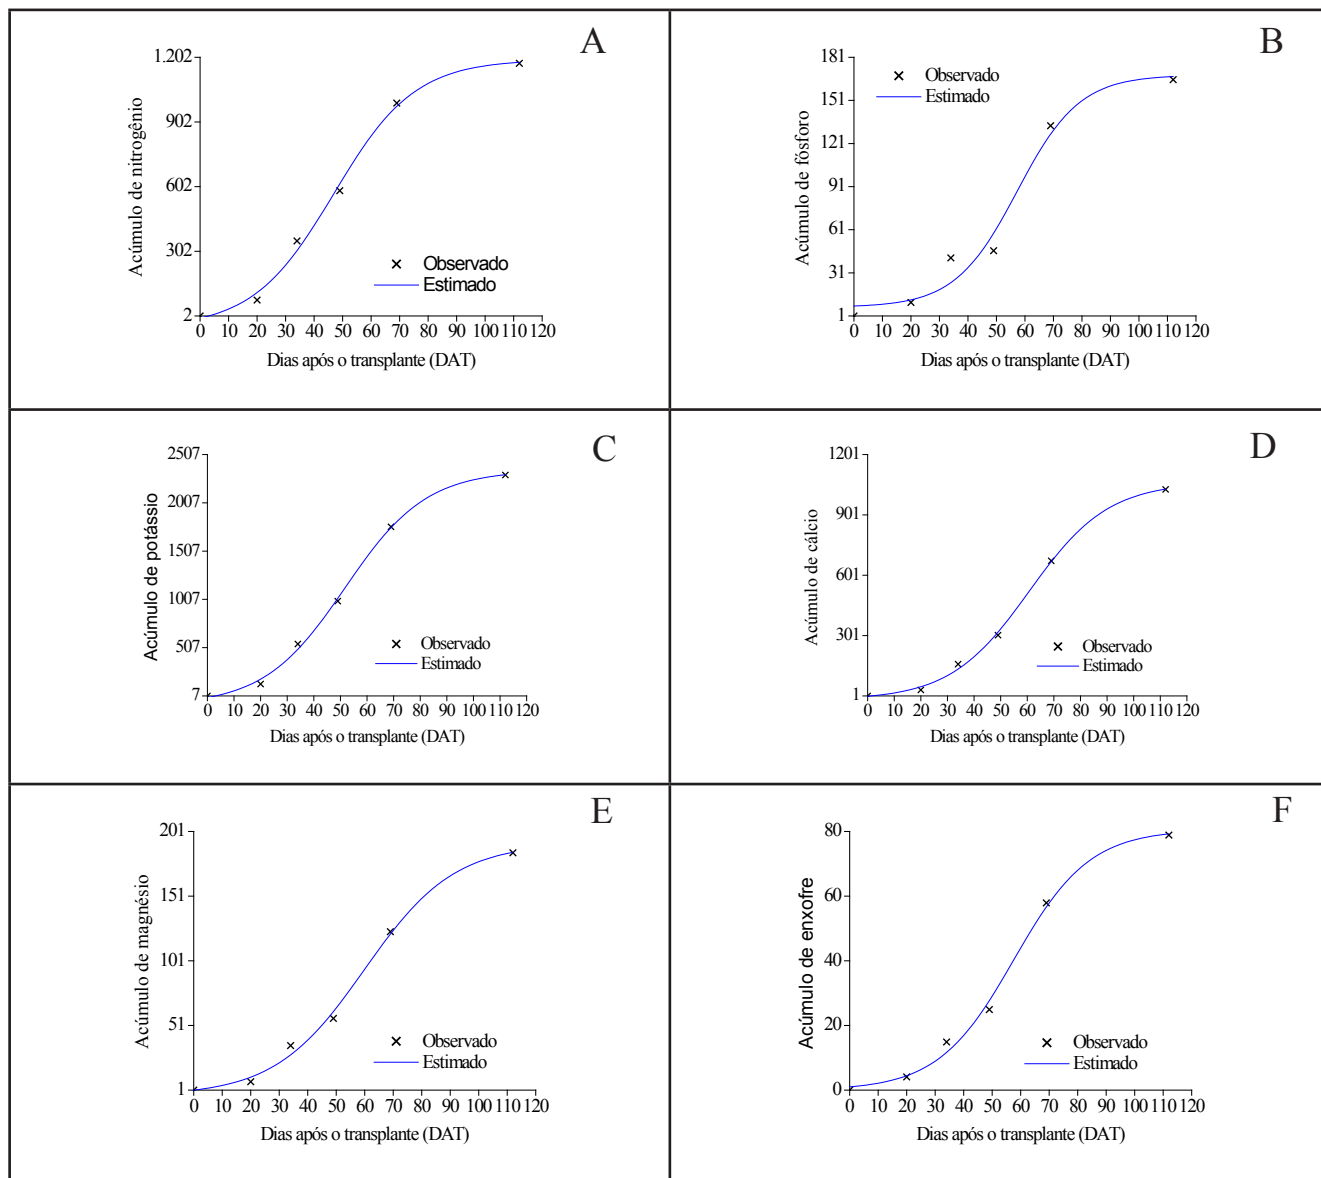 A
1.202
902
602
302
2
Acúmulo de nitrogênio
Observado
Estimado
0 10 20 30 40 50 60 70 80 90 100 110 120
Dias após o transplante (DAT)
B
181
151
121
91
61
31
1
Acúmulo de fósforo
Observado
Estimado
0 10 20 30 40 50 60 70 80 90 100 110 120
Dias após o transplante (DAT)
C
2507
2007
1507
1007
507
7
Acúmulo de potássio
Observado
Estimado
0 10 20 30 40 50 60 70 80 90 100 110 120
Dias após o transplante (DAT)
D
1201
901
601
301
1
Acúmulo de cálcio
Observado
Estimado
0 10 20 30 40 50 60 70 80 90 100 110 120
Dias após o transplante (DAT)
E
201
151
101
51
1
Acúmulo de magnésio
Observado
Estimado
0 10 20 30 40 50 60 70 80 90 100 110 120
Dias após o transplante (DAT)
F
80
60
40
20
0
Acúmulo de enxofre
Observado
Estimado
0 10 20 30 40 50 60 70 80 90 100 110 120
Dias após o transplante (DAT)